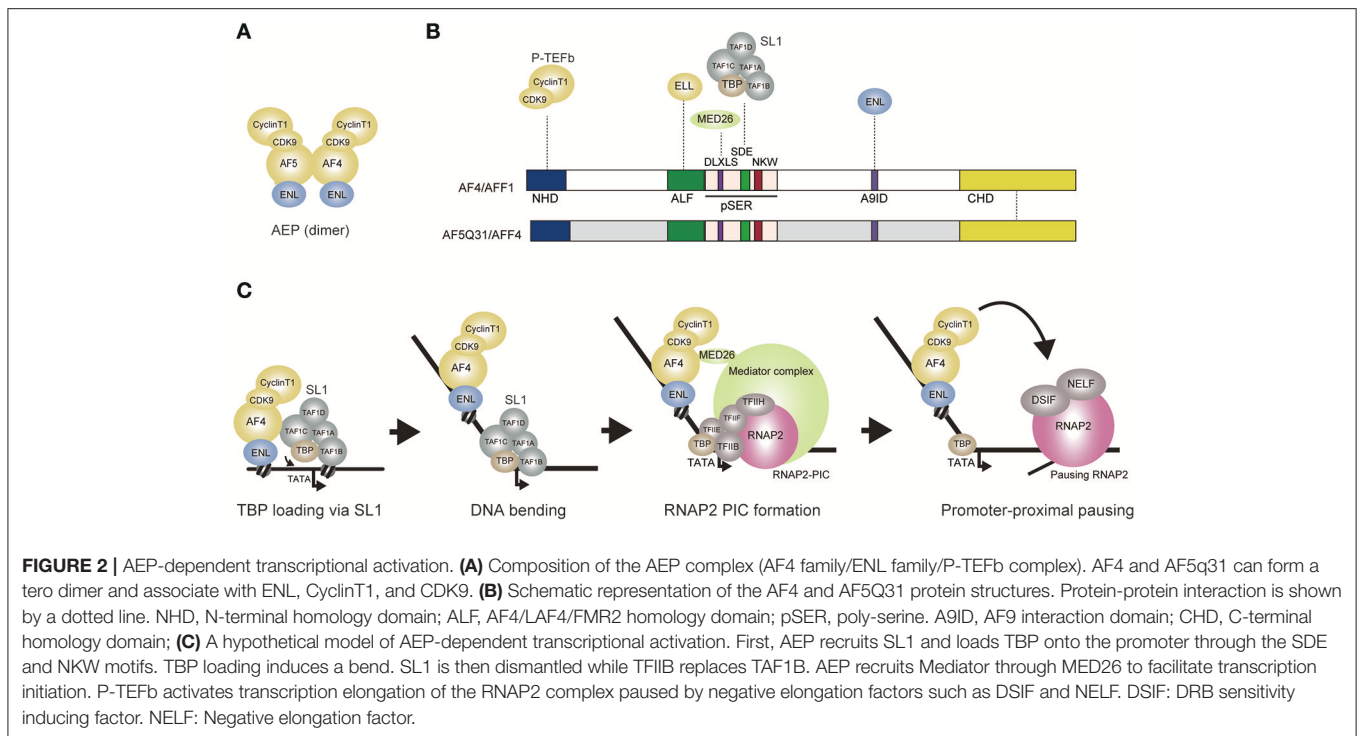 A
CyclinT1
CyclinT1
CDK9
CDK9
AF5
AF4
ENL
ENL
AEP (dimer)
B
P-TEFb
CyclinT1
CDK9
ELL
SL1
TAF1D
TAF1C
TAF1A
TBP
TAF1B
MED26
ENL
SDE
DLXLS
NKW
AF4/AFF1
NHD
ALF
pSER
A9ID
CHD
AF5Q31/AFF4
C
CyclinT1
CDK9
AF4
ENL
SL1
TAF1D
TAF1C
TAF1A
TBP
TAF1B
TATA
TBP loading via SL1
CyclinT1
CDK9
AF4
ENL
SL1
TAF1D
TAF1C
TAF1A
TBP
TAF1B
DNA bending
CyclinT1
CDK9
MED26
AF4
Mediator complex
ENL
TFIIH
TFIIF
TFIIE
RNAP2
TBP
TFIIB
TATA
RNAP2-PIC
RNAP2 PIC formation
CyclinT1
CDK9
AF4
ENL
NELF
DSIF
RNAP2
TBP
TATA
Pausing RNAP2
Promoter-proximal pausing
FIGURE 2 | AEP-dependent transcriptional activation. (A) Composition of the AEP complex (AF4 family/ENL family/P-TEFb complex). AF4 and AF5q31 can form a
tero dimer and associate with ENL, CyclinT1, and CDK9. (B) Schematic representation of the AF4 and AF5Q31 protein structures. Protein-protein interaction is shown
by a dotted line. NHD, N-terminal homology domain; ALF, AF4/LAF4/FMR2 homology domain; pSER, poly-serine. A9ID, AF9 interaction domain; CHD, C-terminal
homology domain; (C) A hypothetical model of AEP-dependent transcriptional activation. First, AEP recruits SL1 and loads TBP onto the promoter through the SDE
and NKW motifs. TBP loading induces a bend. SL1 is then dismantled while TFIIB replaces TAF1B. AEP recruits Mediator through MED26 to facilitate transcription
initiation. P-TEFb activates transcription elongation of the RNAP2 complex paused by negative elongation factors such as DSIF and NELF. DSIF: DRB sensitivity
inducing factor. NELF: Negative elongation factor.